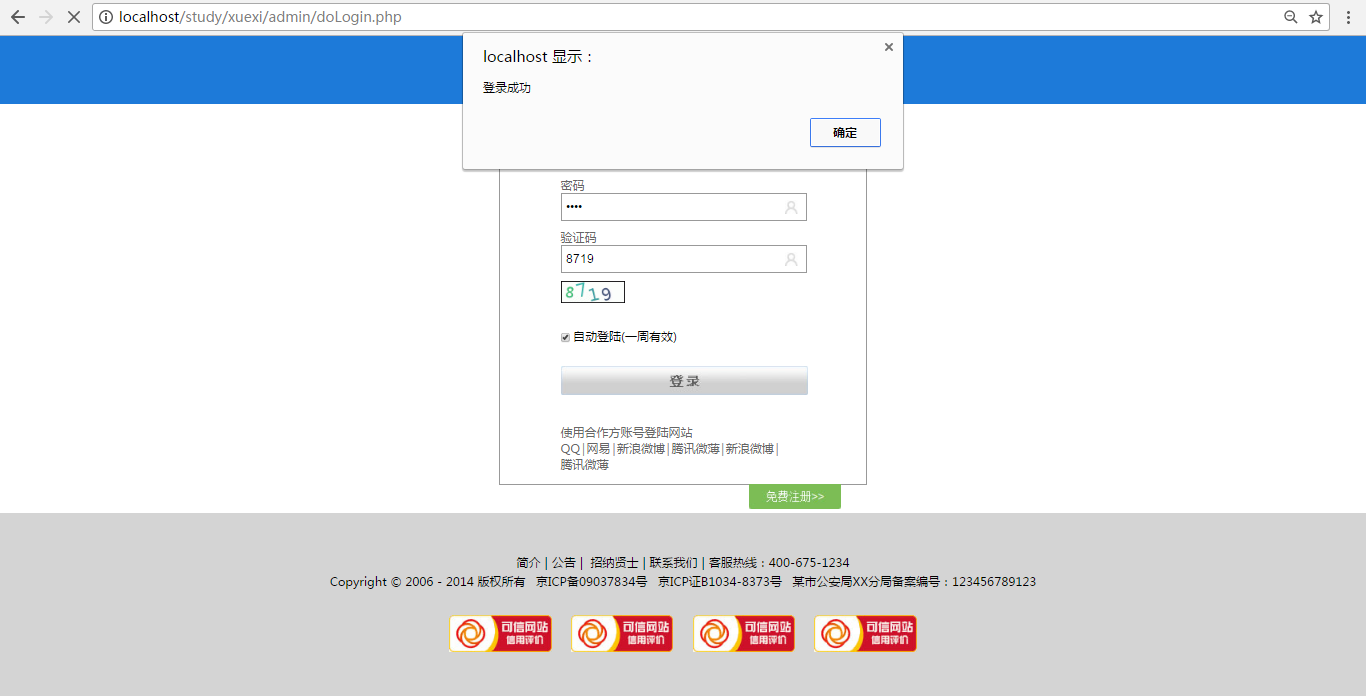 localhost/study/xuexi/admin/doLogin.php
localhost 显示：
登录成功
确定
密码
••••
验证码
8719
8719
自动登陆(一周有效)
登录
使用合作方账号登陆网站
QQ|网易|新浪微博|腾讯微薄|新浪微博|
腾讯微薄
免费注册>>
简介 | 公告 | 招纳贤士 | 联系我们 | 客服热线：400-675-1234
Copyright © 2006 - 2014 版权所有 京ICP备09037834号 京ICP证B1034-8373号 某市公安局XX分局备案编号：123456789123
可信网站 可信网站 可信网站 可信网站
信用评价 信用评价 信用评价 信用评价